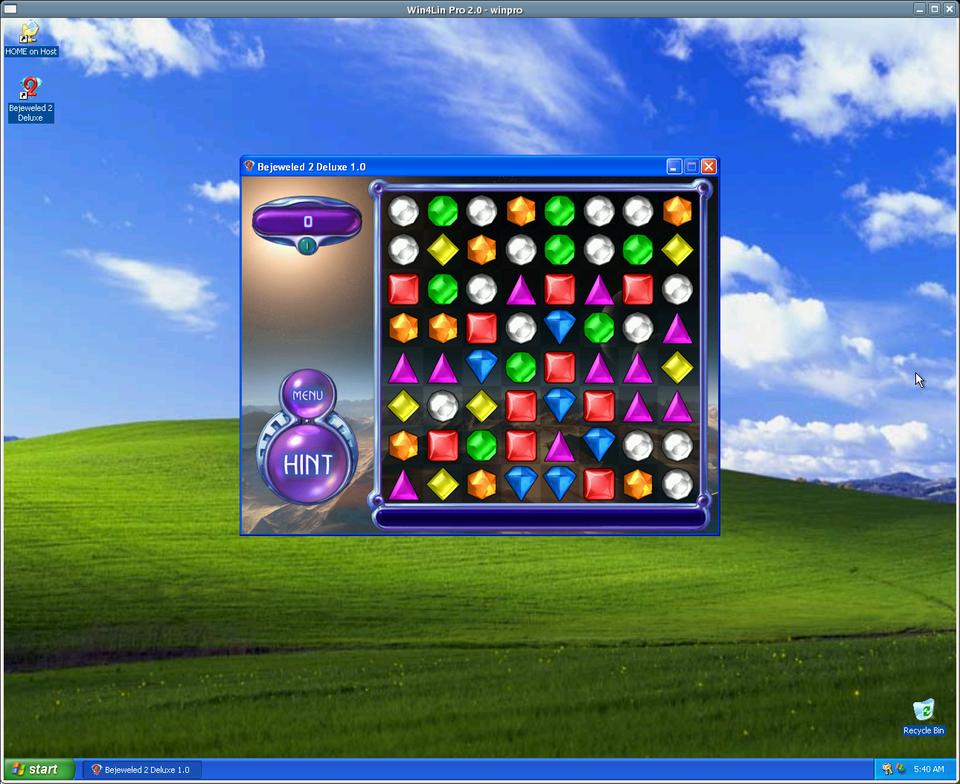 Win4Lin Pro 2.0 - winpro
HOME on Host
Bejeweled 2
Deluxe
Bejeweled 2 Deluxe 1.0
0
1
MENU
HINT
Recycle Bin
start
Bejeweled 2 Deluxe 1.0
5:40 AM